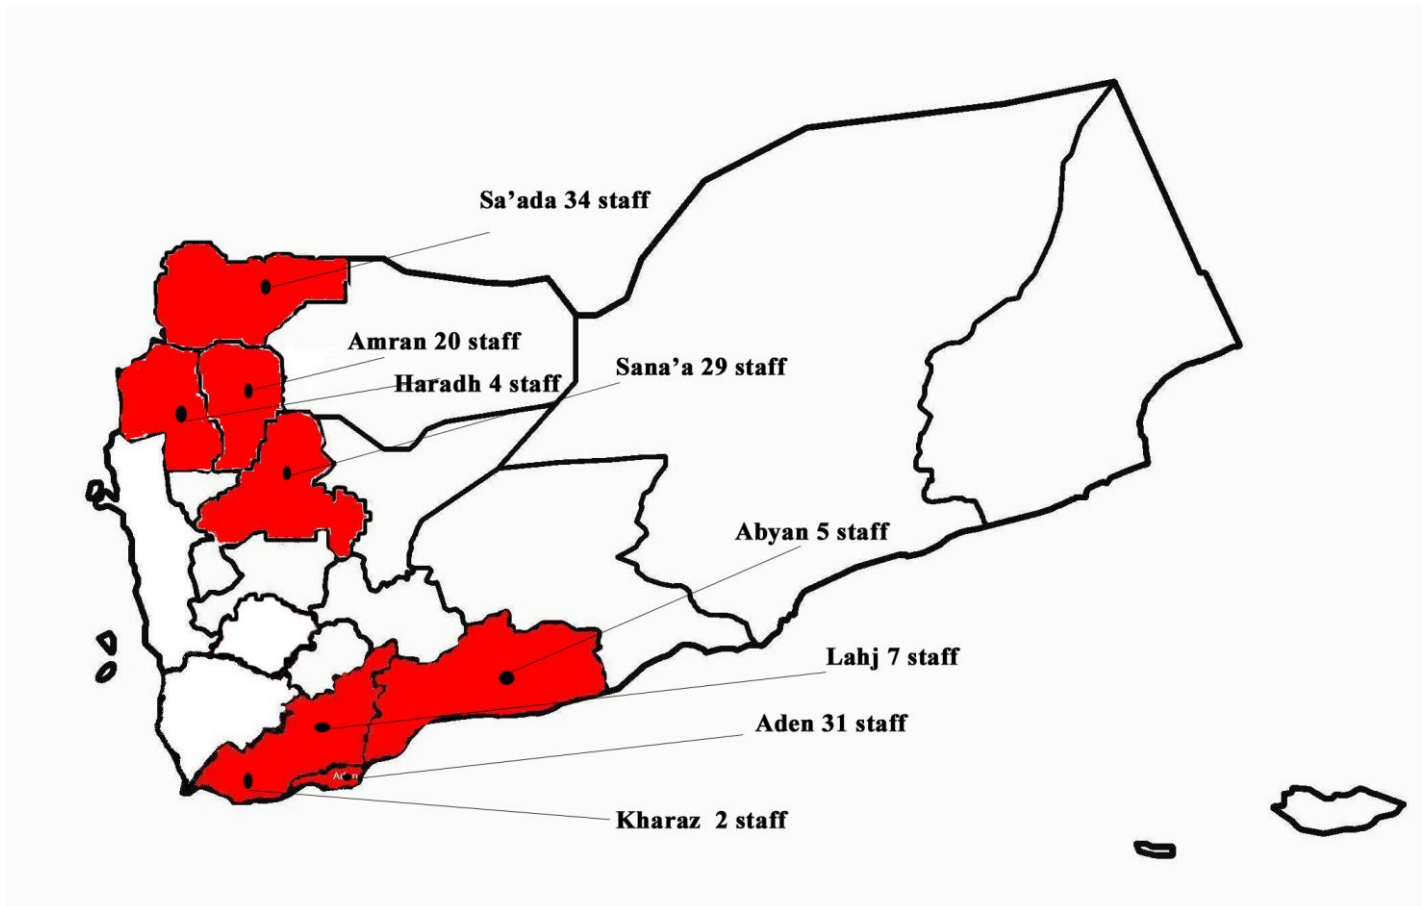 Sa’ada 34 staff
Amran 20 staff
Haradh 4 staff
Sana’a 29 staff
Abyan 5 staff
Lahj 7 staff
Aden 31 staff
Kharaz 2 staff